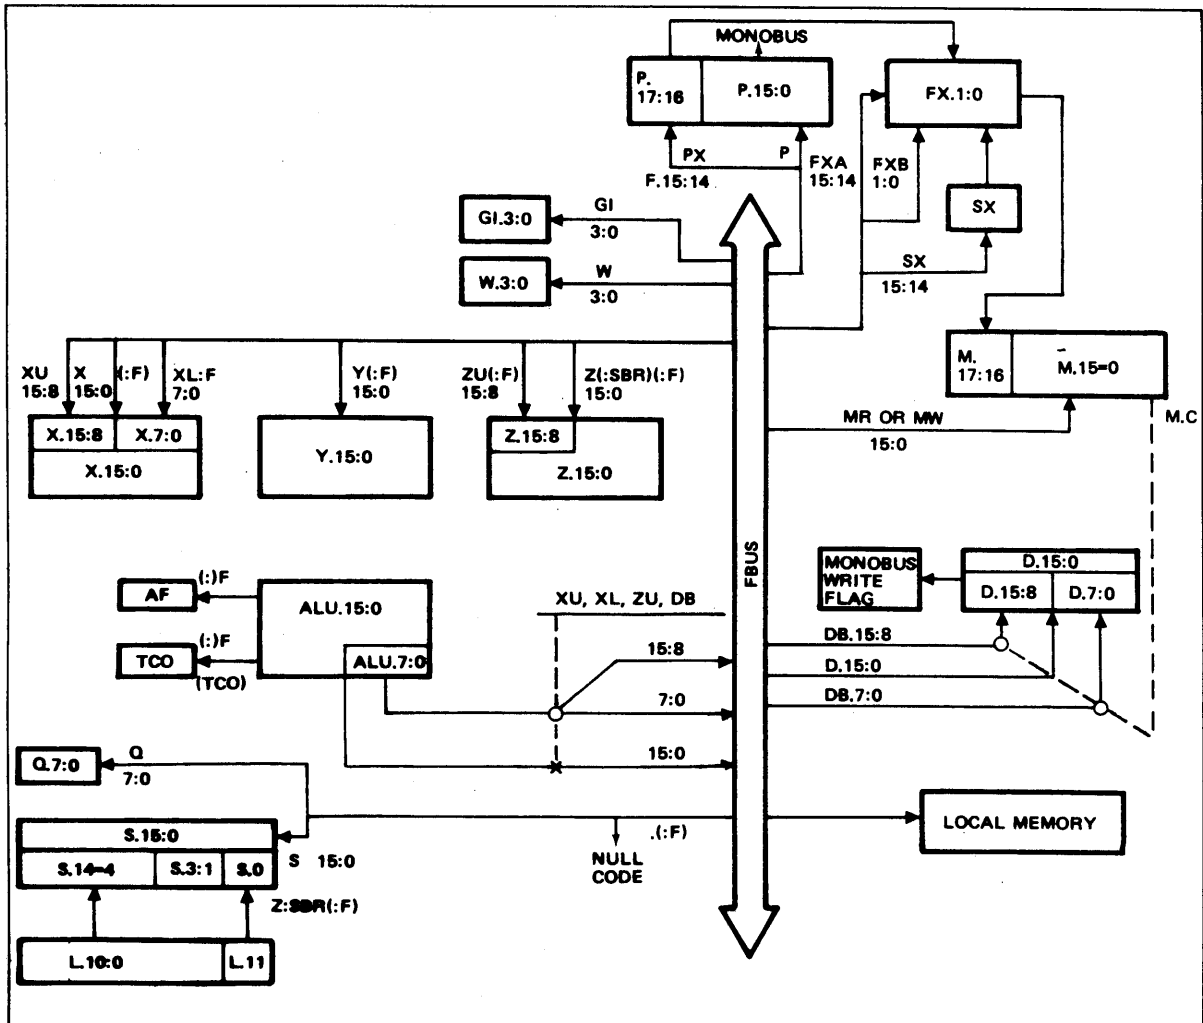 MONOBUS
P.
17:16
P.15:0
FX.1:0
PX
F.15:14
P
FXA
15:14
FXB
1:0
SX
SX
15:14
GI.3:0
GI
3:0
W.3:0
W
3:0
XU
15:8
X
15:0
(:F)
XL:F
7:0
Y(:F)
15:0
ZU(:F)
15:8
Z(:SBR)(:F)
15:0
X.15:8
X.7:0
X.15:0
Y.15:0
Z.15:8
Z.15:0
M.
17:16
M.15=0
MR OR MW
15:0
M.C
FBUS
AF
(:)F
ALU.15:0
TCO
(:)F
(TCO)
ALU.7:0
XU, XL, ZU, DB
15:8
7:0
15:0
MONOBUS
WRITE
FLAG
D.15:0
D.15:8
D.7:0
DB.15:8
D.15:0
DB.7:0
Q.7:0
Q
7:0
S.15:0
S.14=4
S.3:1
S.0
S 15:0
Z:SBR(:F)
L.10:0
L.11
.(:F)
NULL
CODE
LOCAL MEMORY